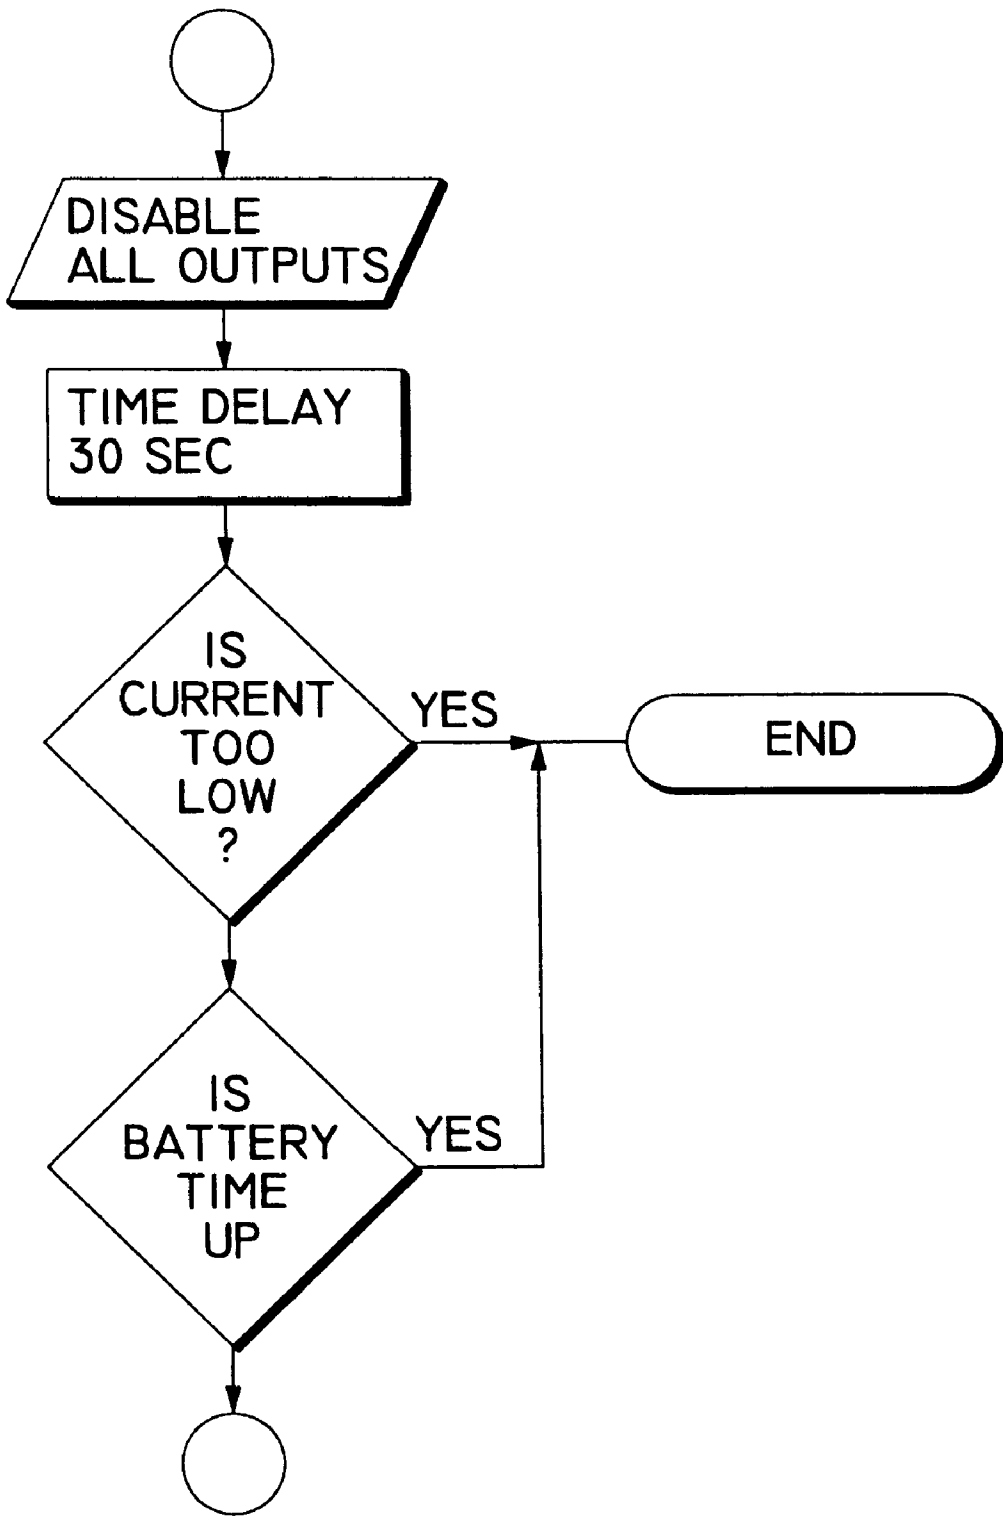 DISABLE
ALL OUTPUTS
TIME DELAY
30 SEC
IS
CURRENT
TOO
LOW
?
YES
END
IS
BATTERY
TIME
UP
YES